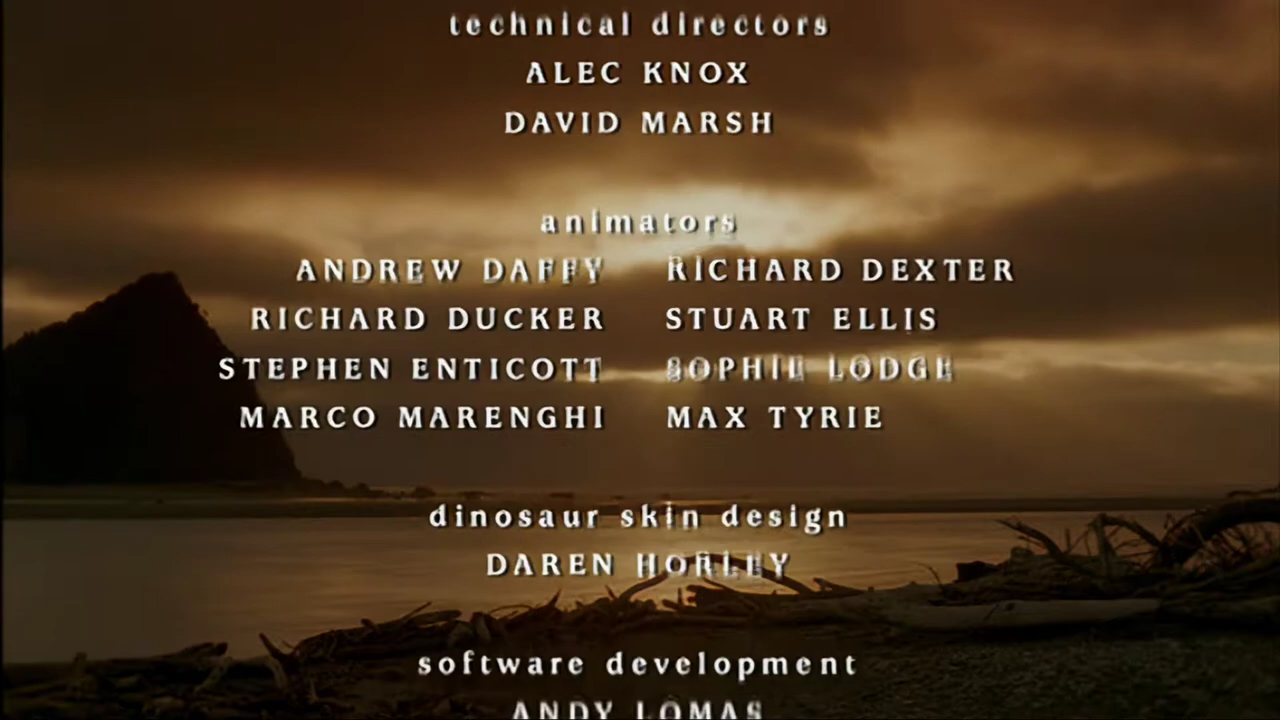 technical directors
ALEC KNOX
DAVID MARSH
animators
ANDREW DAFFY RICHARD DEXTER
RICHARD DUCKER STUART ELLIS
STEPHEN ENTICOTT SOPHIE LODGE
MARCO MARENGHI MAX TYRIE
dinosaur skin design
DAREN HORLEY
software development
ANDY LOMAS